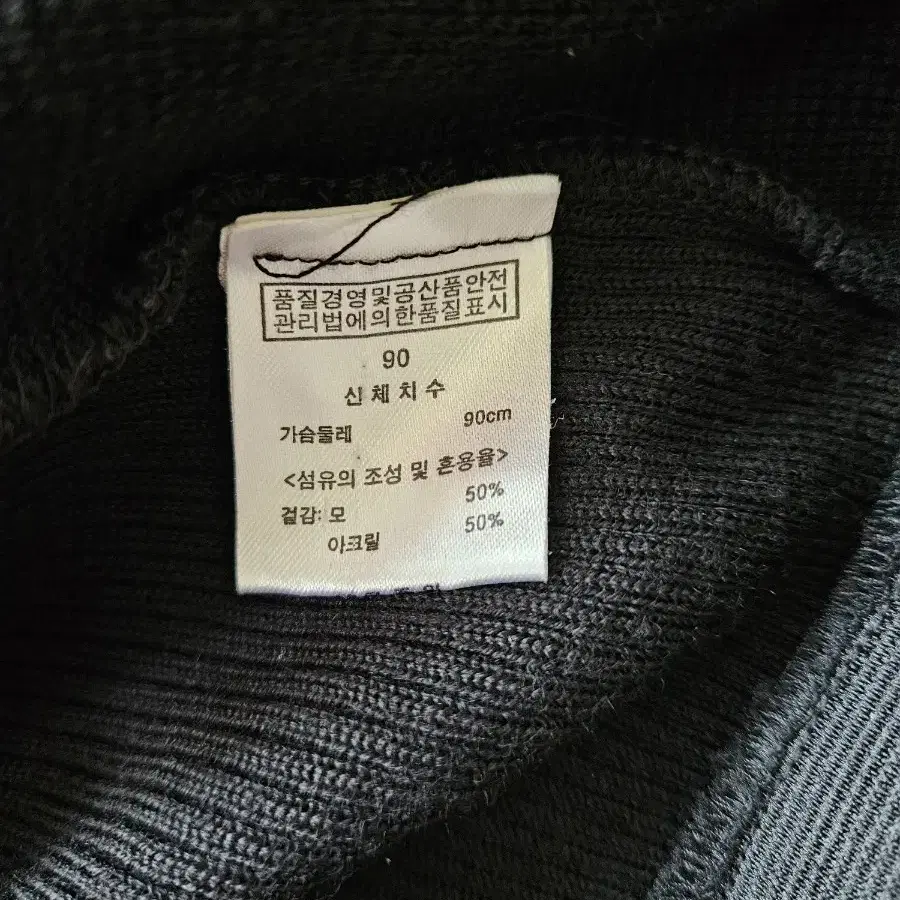 품질경영및공산품안전
관리법에의한품질표시
90
신체치수
가슴둘레 90cm
<섬유의 조성 및 혼용율>
겉감: 모 50%
아크릴 50%